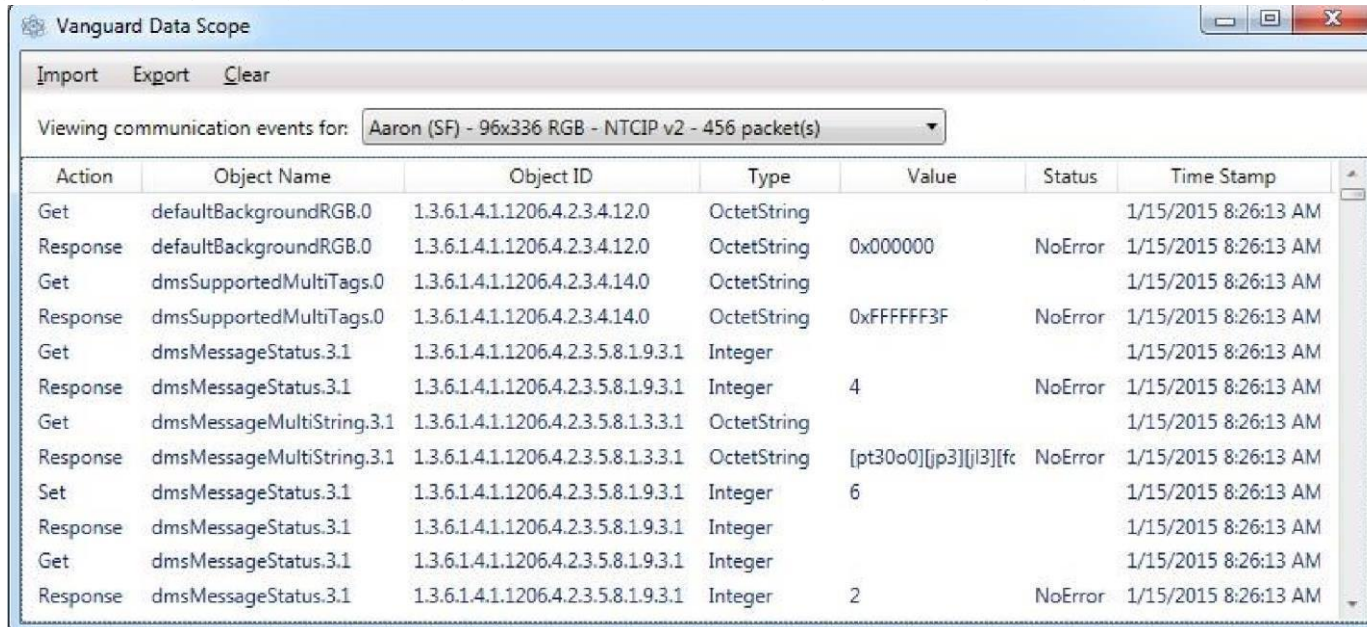 Vanguard Data Scope
Import Export Clear
Viewing communication events for: Aaron (SF) - 96x336 RGB - NTCIP v2 - 456 packet(s)
Action Object Name Object ID Type Value Status Time Stamp
Get defaultBackgroundRGB.0 1.3.6.1.4.1.1206.4.2.3.4.12.0 OctetString 1/15/2015 8:26:13 AM
Response defaultBackgroundRGB.0 1.3.6.1.4.1.1206.4.2.3.4.12.0 OctetString 0x000000 NoError 1/15/2015 8:26:13 AM
Get dmsSupportedMultiTags.0 1.3.6.1.4.1.1206.4.2.3.4.14.0 OctetString 1/15/2015 8:26:13 AM
Response dmsSupportedMultiTags.0 1.3.6.1.4.1.1206.4.2.3.4.14.0 OctetString 0xFFFFFF3F NoError 1/15/2015 8:26:13 AM
Get dmsMessageStatus.3.1 1.3.6.1.4.1.1206.4.2.3.5.8.1.9.3.1 Integer 1/15/2015 8:26:13 AM
Response dmsMessageStatus.3.1 1.3.6.1.4.1.1206.4.2.3.5.8.1.9.3.1 Integer 4 NoError 1/15/2015 8:26:13 AM
Get dmsMessageMultiString.3.1 1.3.6.1.4.1.1206.4.2.3.5.8.1.3.3.1 OctetString 1/15/2015 8:26:13 AM
Response dmsMessageMultiString.3.1 1.3.6.1.4.1.1206.4.2.3.5.8.1.3.3.1 OctetString [pt30o0][jp3][jl3][fc NoError 1/15/2015 8:26:13 AM
Set dmsMessageStatus.3.1 1.3.6.1.4.1.1206.4.2.3.5.8.1.9.3.1 Integer 6 1/15/2015 8:26:13 AM
Response dmsMessageStatus.3.1 1.3.6.1.4.1.1206.4.2.3.5.8.1.9.3.1 Integer 1/15/2015 8:26:13 AM
Get dmsMessageStatus.3.1 1.3.6.1.4.1.1206.4.2.3.5.8.1.9.3.1 Integer 1/15/2015 8:26:13 AM
Response dmsMessageStatus.3.1 1.3.6.1.4.1.1206.4.2.3.5.8.1.9.3.1 Integer 2 NoError 1/15/2015 8:26:13 AM